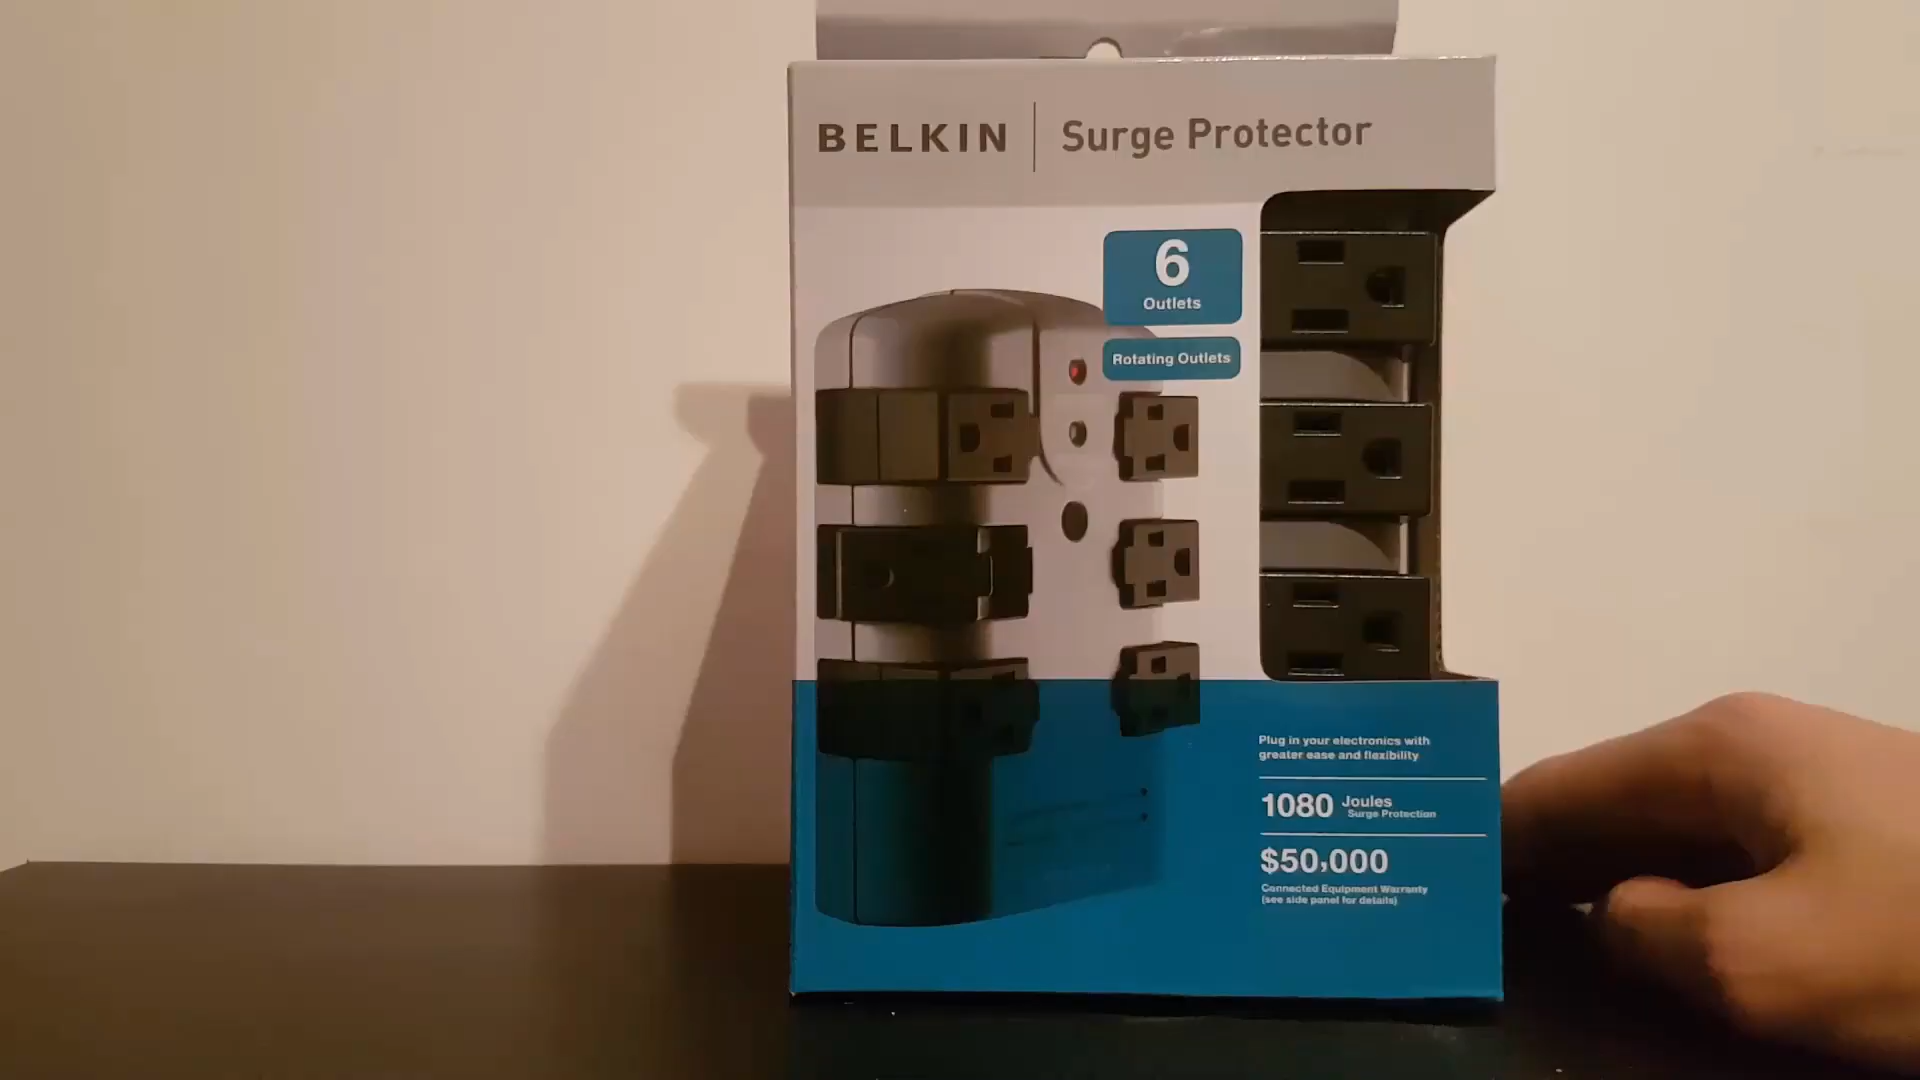 BELKIN | Surge Protector
6
Outlets
Rotating Outlets
Plug in your electronics with
greater ease and flexibility
1080 Joules
Surge Protection
$50,000
Connected Equipment Warranty
(see side panel for details)